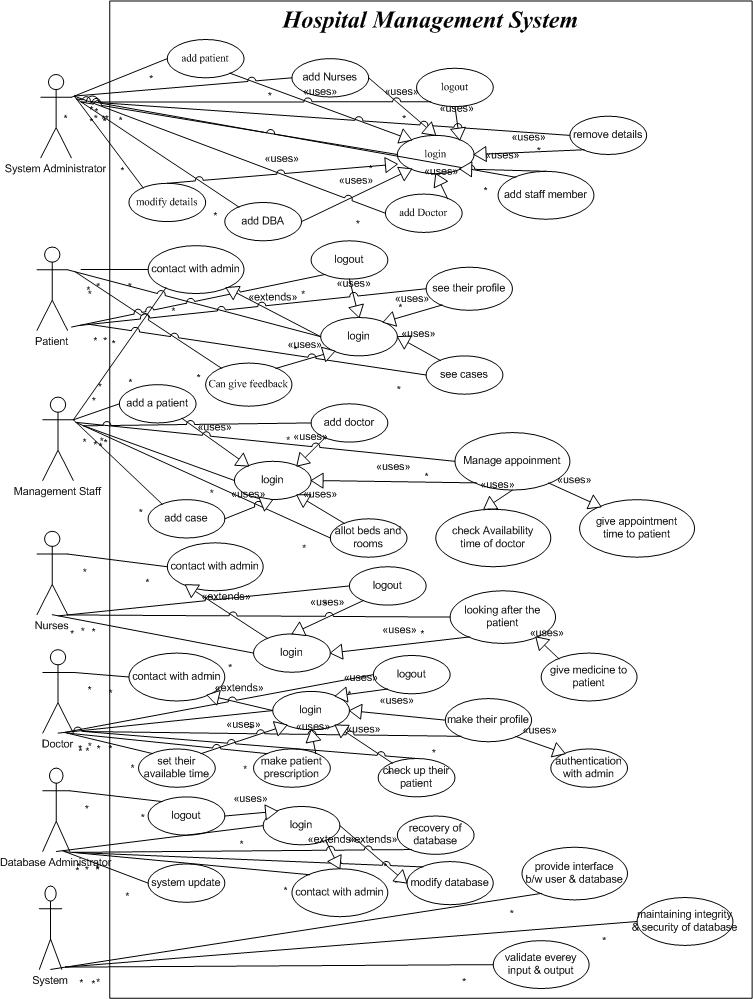 Hospital Management System
add patient
add Nurses
logout
remove details
login
System Administrator
modify details
add DBA
add Doctor
add staff member
«uses»
«uses»
«uses»
«uses»
«uses»
«uses»
«uses»
«uses»
contact with admin
logout
see their profile
login
Patient
Can give feedback
see cases
«uses»
«extends»
«uses»
«uses»
«uses»
add a patient
add doctor
Manage appoinment
login
Management Staff
add case
allot beds and
rooms
check Availability
time of doctor
give appointment
time to patient
«uses»
«uses»
«uses»
«uses»
«uses»
«uses»
«uses»
contact with admin
logout
looking after the
patient
Nurses
login
give medicine to
patient
«extends»
«uses»
«uses»
«uses»
contact with admin
logout
login
make their profile
Doctor
set their
available time
make patient
prescription
check up their
patient
authentication
with admin
«uses»
«extends»
«uses»
«uses»
«uses»
«uses»
logout
login
recovery of
database
Database Administrator
system update
contact with admin
modify database
«uses»
«extends»
«extends»
provide interface
b/w user & database
maintaining integrity
& security of database
System
validate everey
input & output